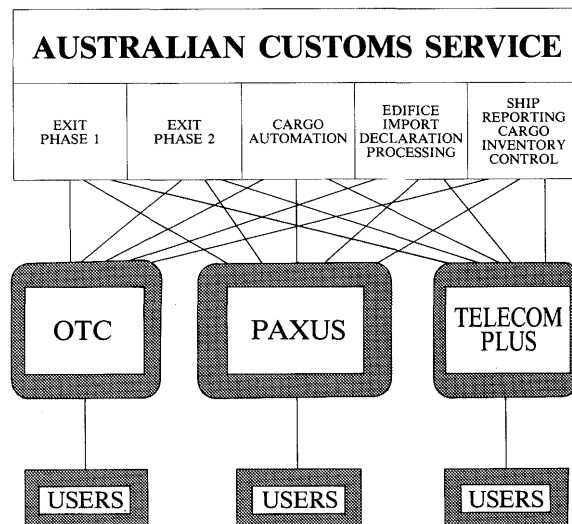 AUSTRALIAN CUSTOMS SERVICE
EXIT
PHASE 1
EXIT
PHASE 2
CARGO
AUTOMATION
EDIFICE
IMPORT
DECLARATION
PROCESSING
SHIP
REPORTING
CARGO
INVENTORY
CONTROL
OTC
PAXUS
TELECOM
PLUS
USERS
USERS
USERS